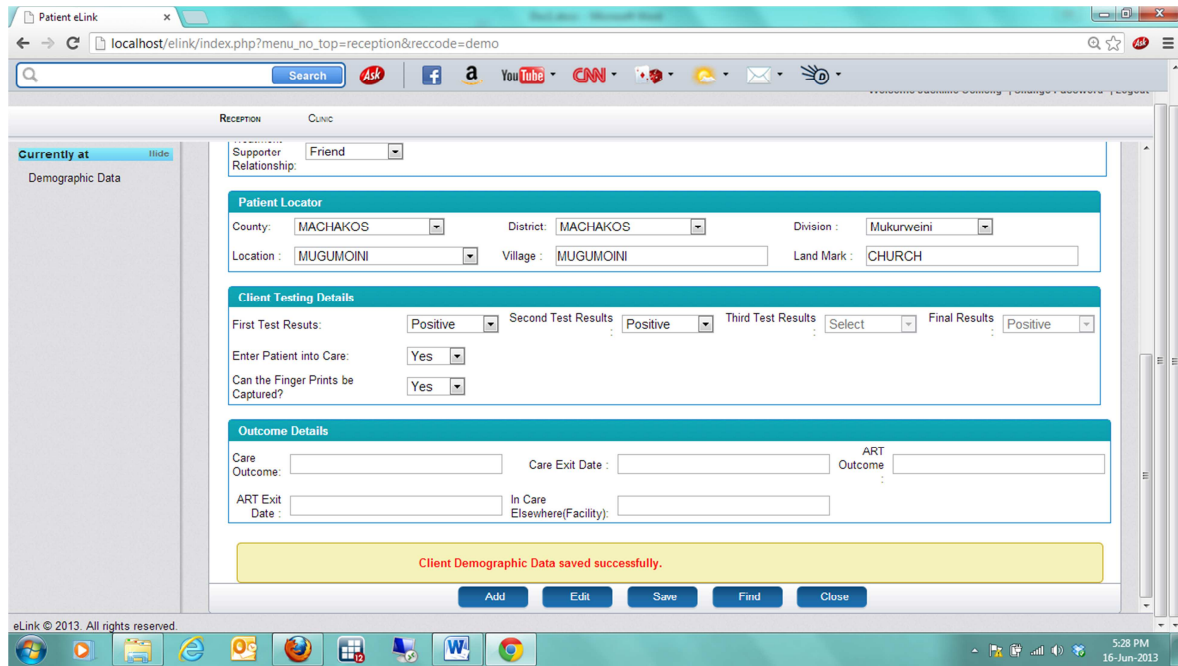 Patient eLink
localhost/elink/index.php?menu_no_top=reception&reccode=demo
Search Ask a YouTube CNN
RECEPTION CLINIC
Currently at Hide
Demographic Data
Supporter
Relationship: Friend
Patient Locator
County: MACHAKOS District: MACHAKOS Division : Mukurweini
Location : MUGUMOINI Village : MUGUMOINI Land Mark : CHURCH
Client Testing Details
First Test Resuts: Positive Second Test Results : Positive Third Test Results : Select Final Results : Positive
Enter Patient into Care: Yes
Can the Finger Prints be
Captured? Yes
Outcome Details
Care
Outcome: Care Exit Date : ART
Outcome :
ART Exit
Date : In Care
Elsewhere(Facility):
Client Demographic Data saved successfully.
Add Edit Save Find Close
eLink © 2013. All rights reserved.
5:28 PM
16-Jun-2013